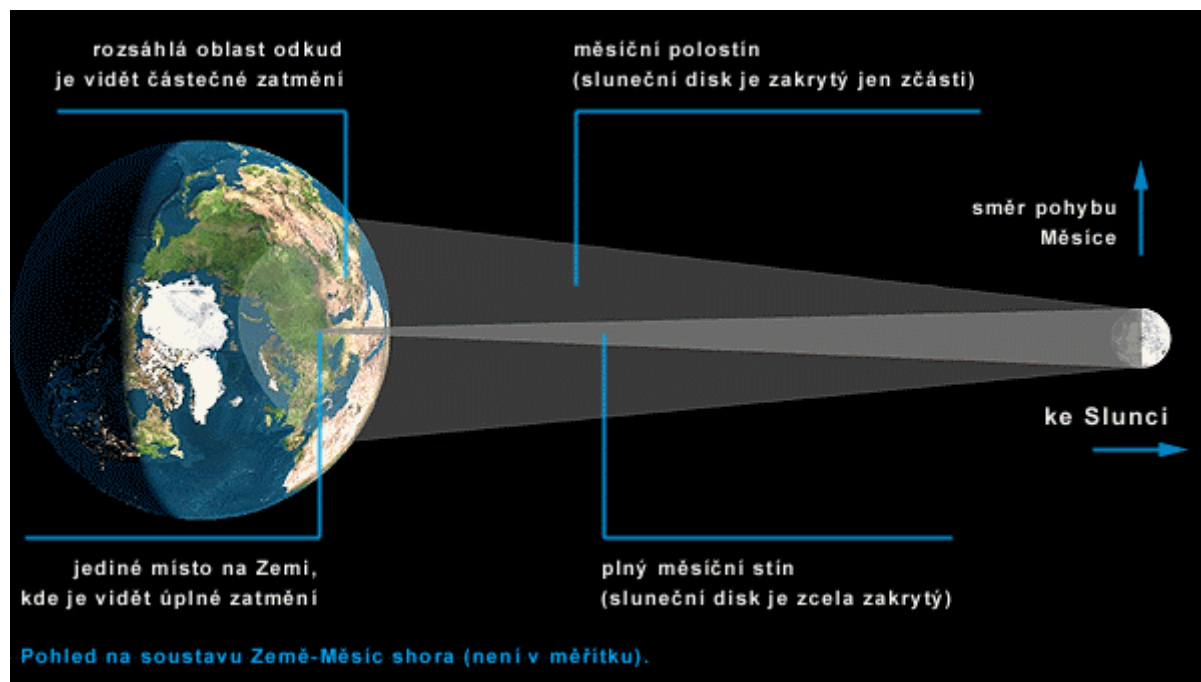 rozsáhlá oblast odkud
je vidět částečné zatmění
měsíční polostín
(sluneční disk je zakrytý jen zčásti)
směr pohybu
Měsíce
ke Slunci
jediné místo na Zemi,
kde je vidět úplné zatmění
plný měsíční stín
(sluneční disk je zcela zakrytý)
Pohled na soustavu Země-Měsíc shora (není v měřítku).